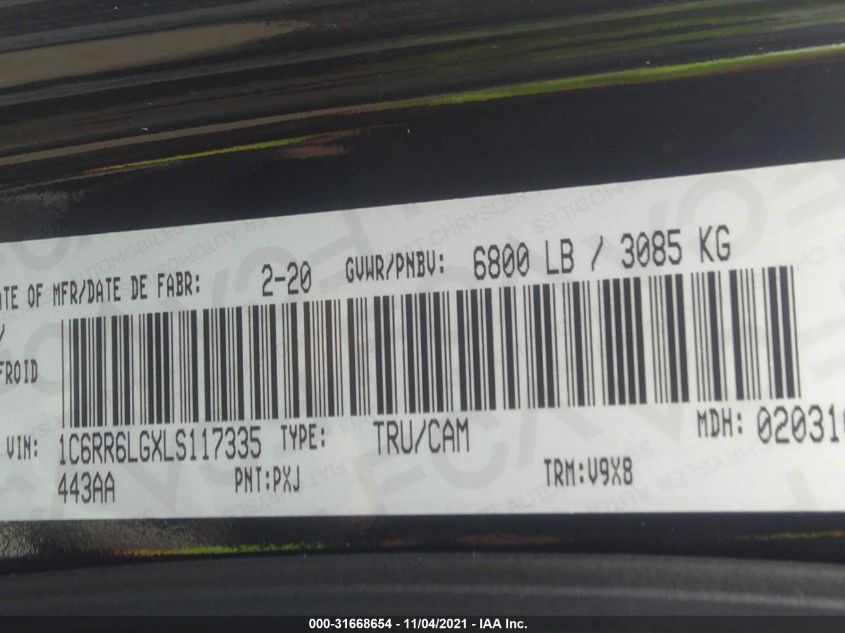 ATE OF MFR/DATE DE FABR: 2-20 GVWR/PNBV: 6800 LB / 3085 KG
FROID
VIN: 1C6RR6LGXLS117335 TYPE: TRU/CAM MDH: 020310
443AA PNT:PXJ TRM:V9X8
000-31668654 - 11/04/2021 - IAA Inc.